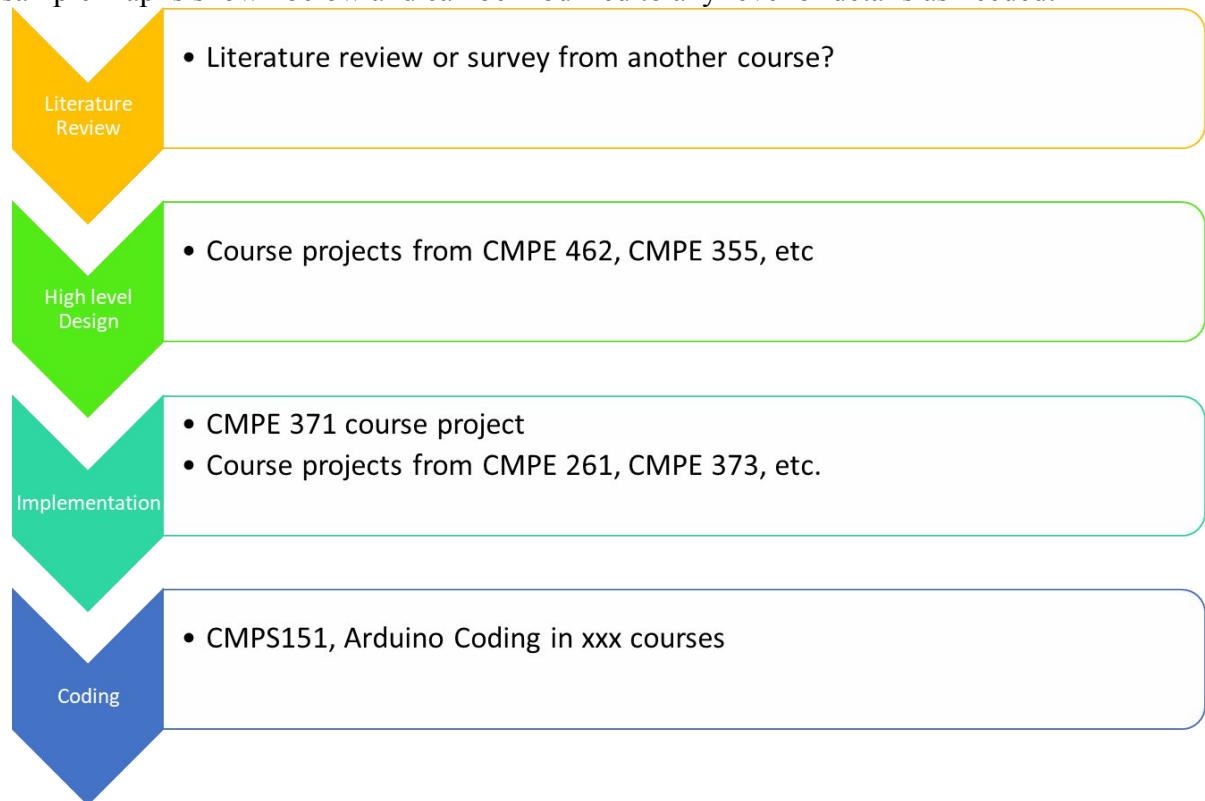 Literature
Review
• Literature review or survey from another course?
High level
Design
• Course projects from CMPE 462, CMPE 355, etc
Implementation
• CMPE 371 course project
• Course projects from CMPE 261, CMPE 373, etc.
Coding
• CMPS151, Arduino Coding in xxx courses